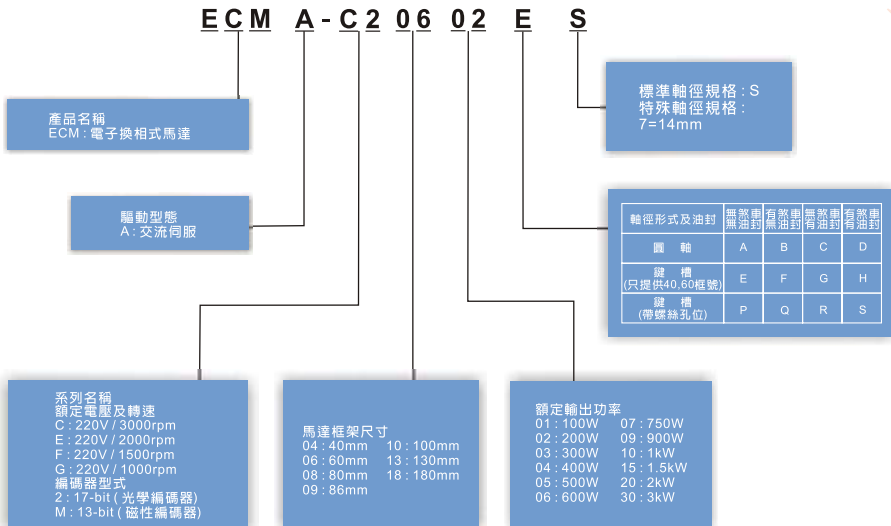 ECM A-C2 06 02 E S
產品名稱
ECM : 電子換相式馬達
驅動型態
A : 交流伺服
系列名稱
額定電壓及轉速
C : 220V / 3000rpm
E : 220V / 2000rpm
F : 220V / 1500rpm
G : 220V / 1000rpm
編碼器型式
2 : 17-bit ( 光學編碼器)
M : 13-bit ( 磁性編碼器)
馬達框架尺寸
04 : 40mm 10 : 100mm
06 : 60mm 13 : 130mm
08 : 80mm 18 : 180mm
09 : 86mm
額定輸出功率
01 : 100W 07 : 750W
02 : 200W 09 : 900W
03 : 300W 10 : 1kW
04 : 400W 15 : 1.5kW
05 : 500W 20 : 2kW
06 : 600W 30 : 3kW
標準軸徑規格 : S
特殊軸徑規格 :
7=14mm
軸徑形式及油封 無煞車無油封 有煞車無油封 無煞車有油封 有煞車有油封
圓 軸 A B C D
鍵 槽
(只提供40,60框號) E F G H
鍵 槽
(帶螺絲孔位) P Q R S